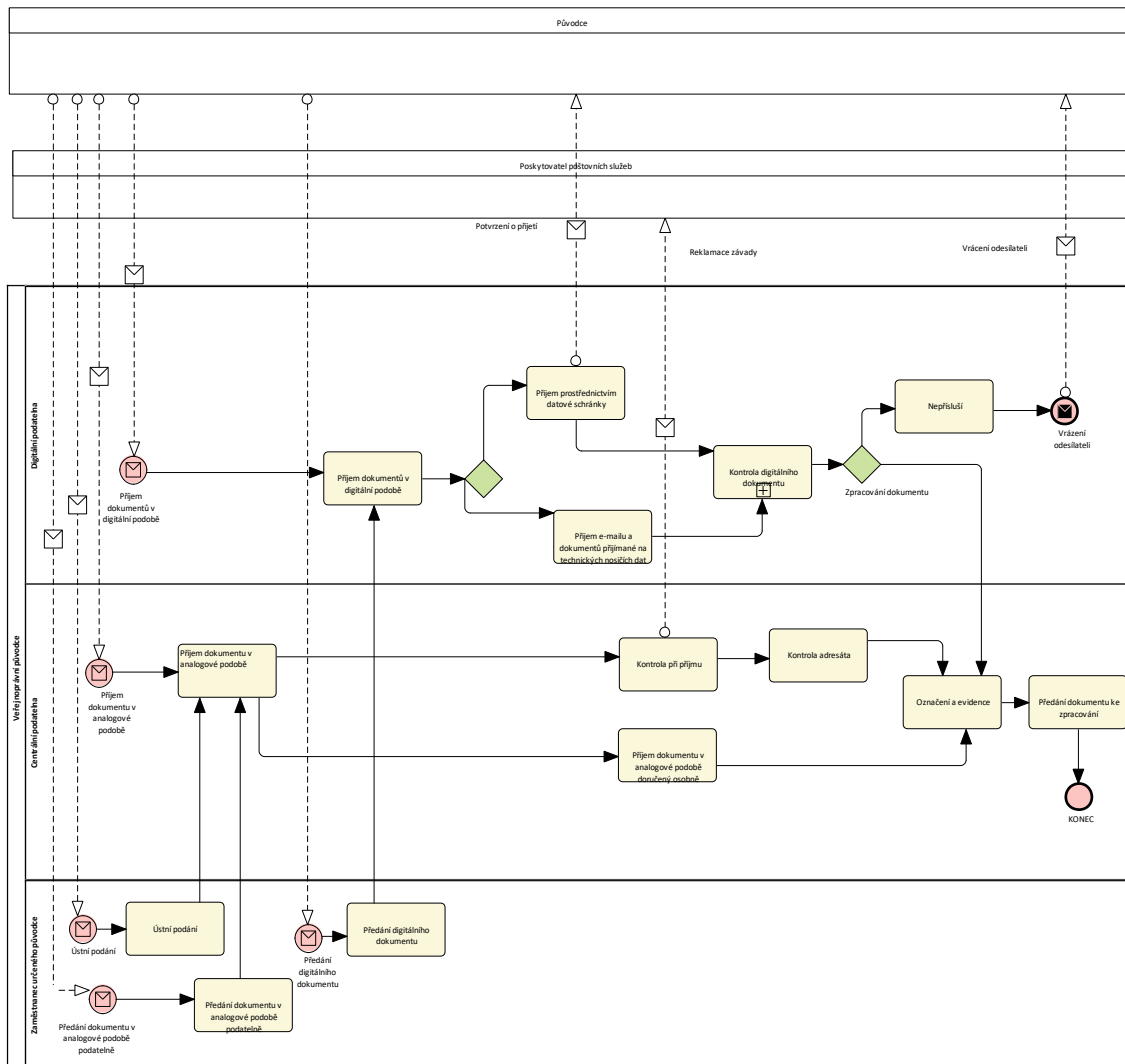 Původce
Poskytovatel poštovních služeb
Potvrzení o přijetí
Reklamace závady
Vrácení odesílateli
Veřejnoprávní původce
Digitální podatelna
Příjem
dokumentů v
digitální podobě
Příjem dokumentů v
digitální podobě
Příjem prostřednictvím
datové schránky
Příjem e-mailu a
dokumentů přijímané na
technických nosičích dat
Kontrola digitálního
dokumentu
Zpracování dokumentu
Nepřísluší
Vrázení
odesílateli
Centrální podatelna
Příjem
dokumentu v
analogové
podobě
Příjem dokumentu v
analogové podobě
Kontrola při příjmu
Kontrola adresáta
Příjem dokumentu v
analogové podobě
doručený osobně
Označení a evidence
Předání dokumentu ke
zpracování
KONEC
Zaměstnanec určeného původce
Ústní podání
Ústní podání
Předání
digitálního
dokumentu
Předání digitálního
dokumentu
Předání dokumentu v
analogové podobě
podatelně
Předání dokumentu v
analogové podobě
podatelně